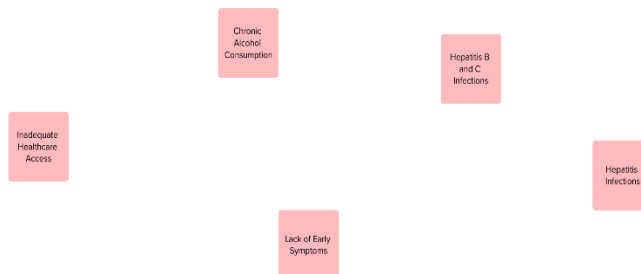 Chronic
Alcohol
Consumption
Hepatitis B
and C
Infections
Inadequate
Healthcare
Access
Hepatitis
Infections
Lack of Early
Symptoms